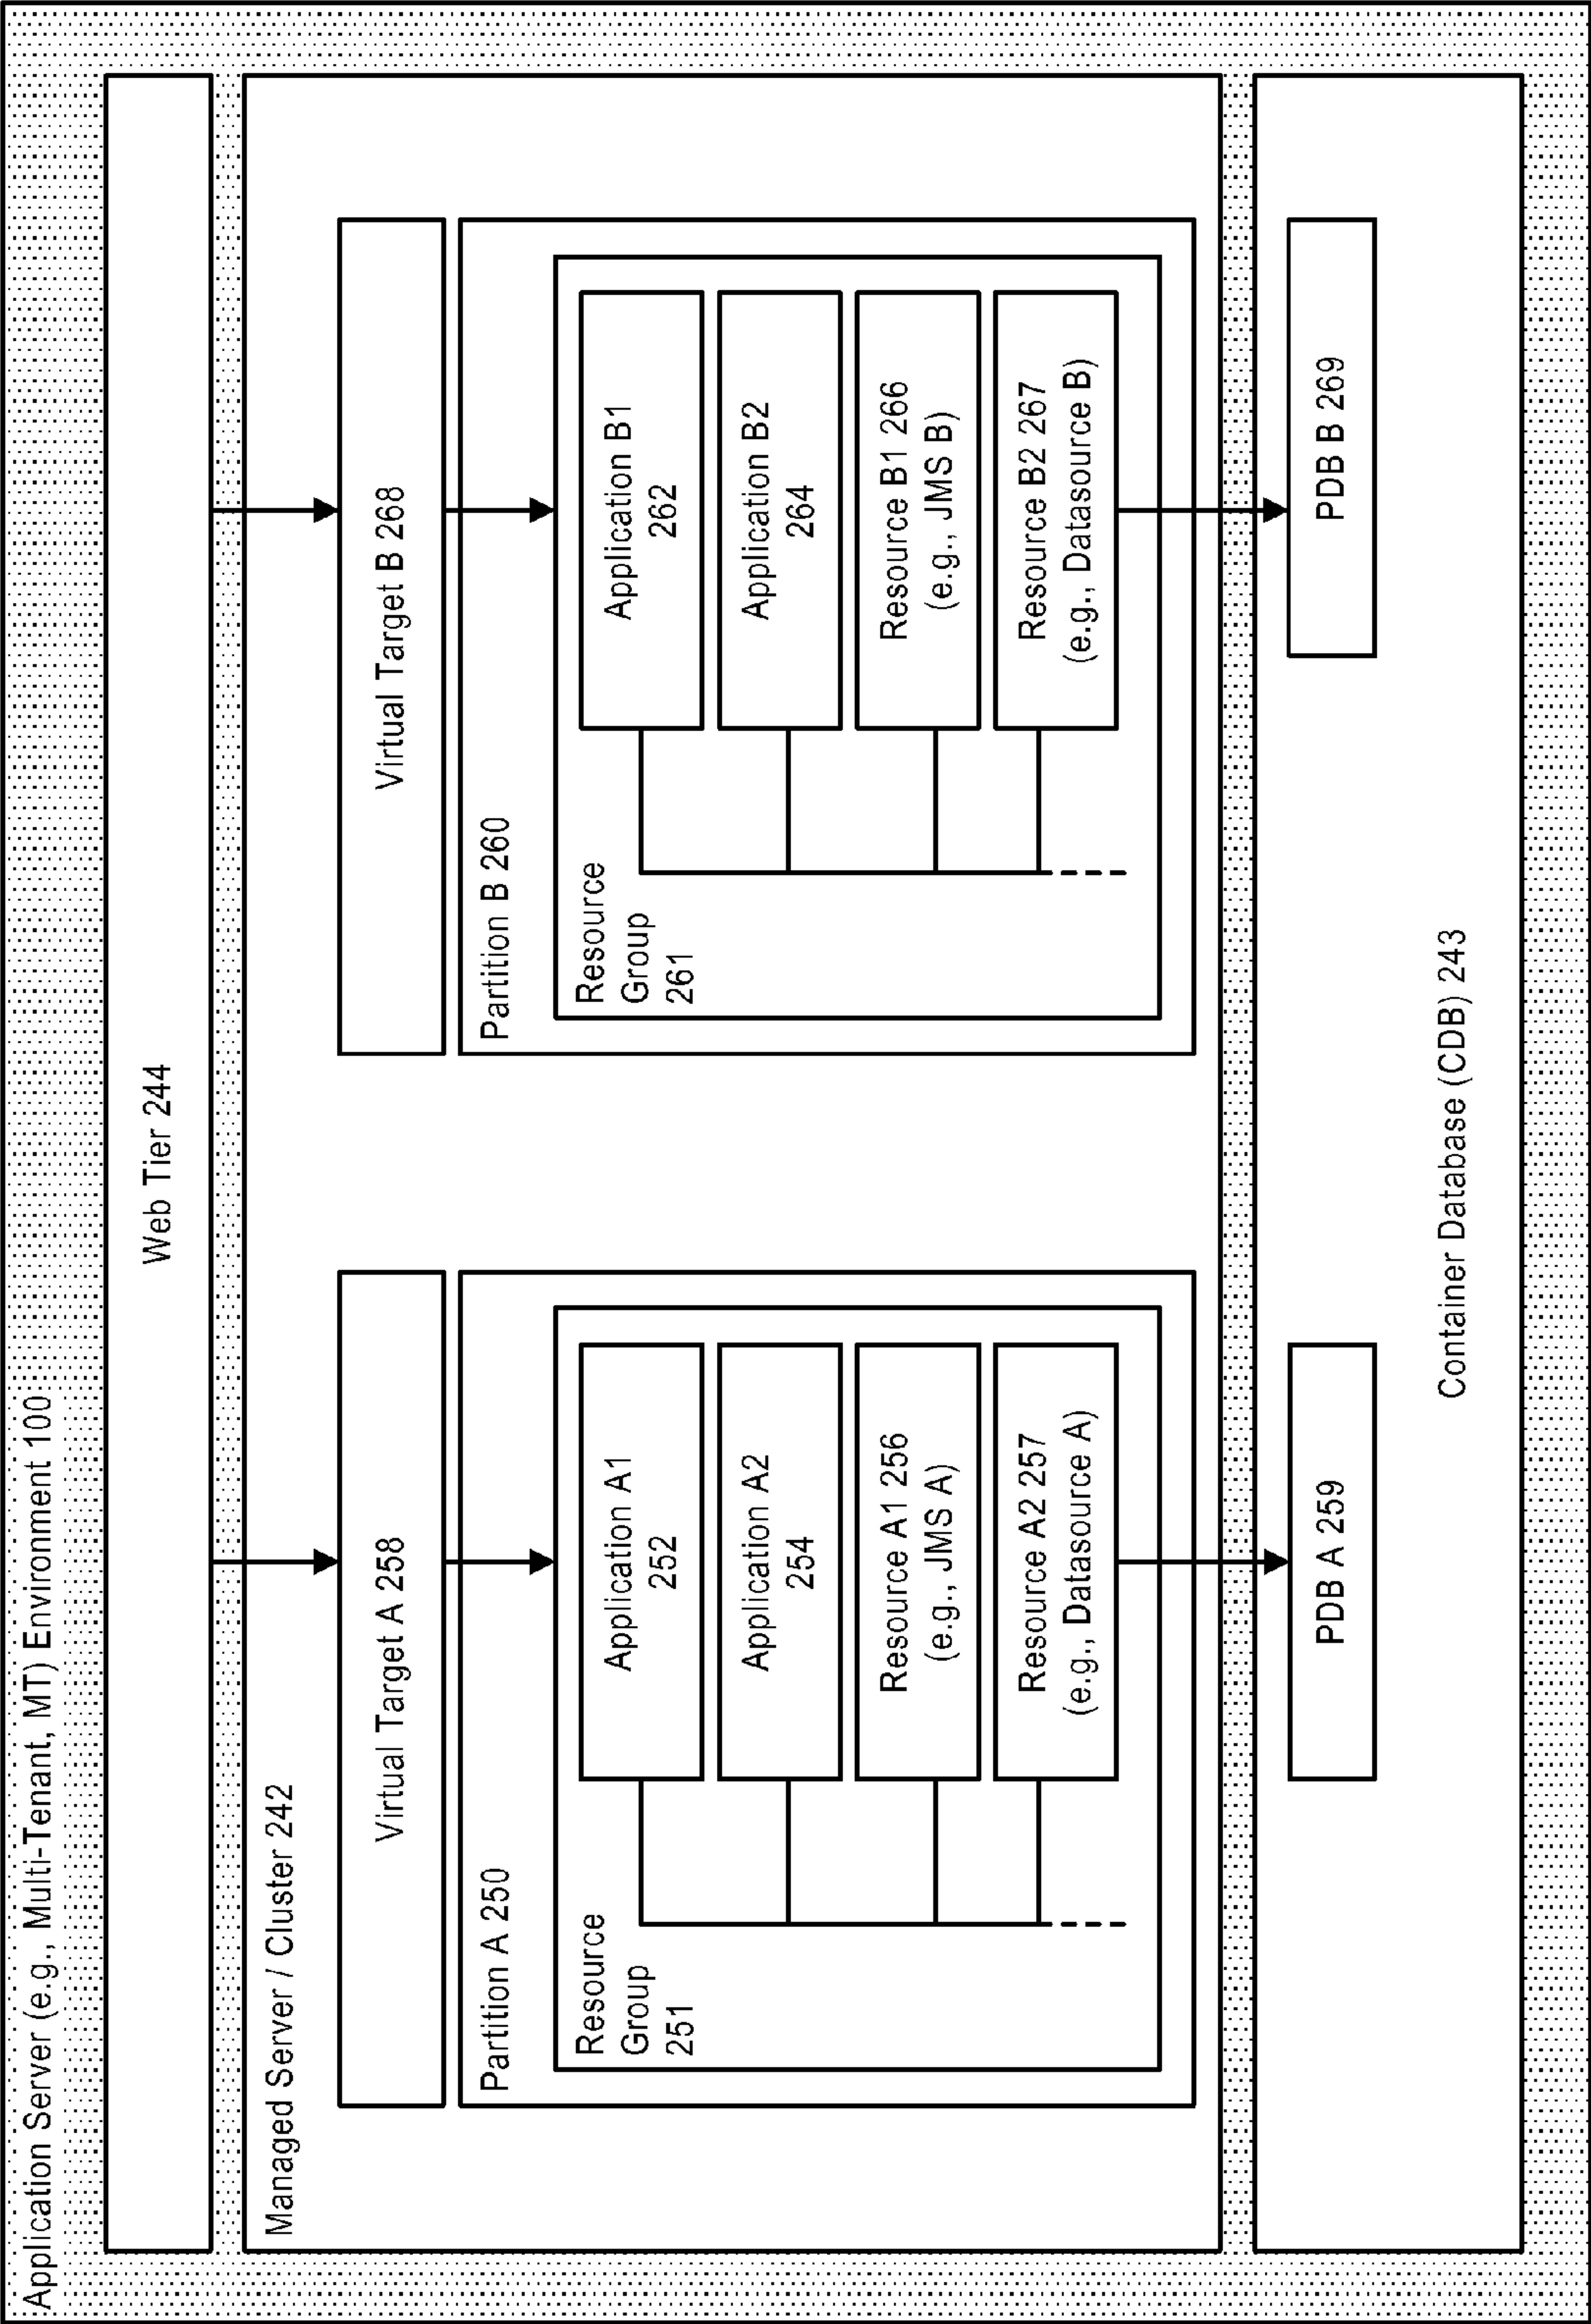 Application Server (e.g., Multi-Tenant, MT) Environment 100
Web Tier 244
Managed Server / Cluster 242
Virtual Target A 258
Partition A 250
Resource
Group
251
Application A1
252
Application A2
254
Resource A1 256
(e.g., JMS A)
Resource A2 257
(e.g., Datasource A)
Virtual Target B 268
Partition B 260
Resource
Group
261
Application B1
262
Application B2
264
Resource B1 266
(e.g., JMS B)
Resource B2 267
(e.g., Datasource B)
PDB A 259
PDB B 269
Container Database (CDB) 243